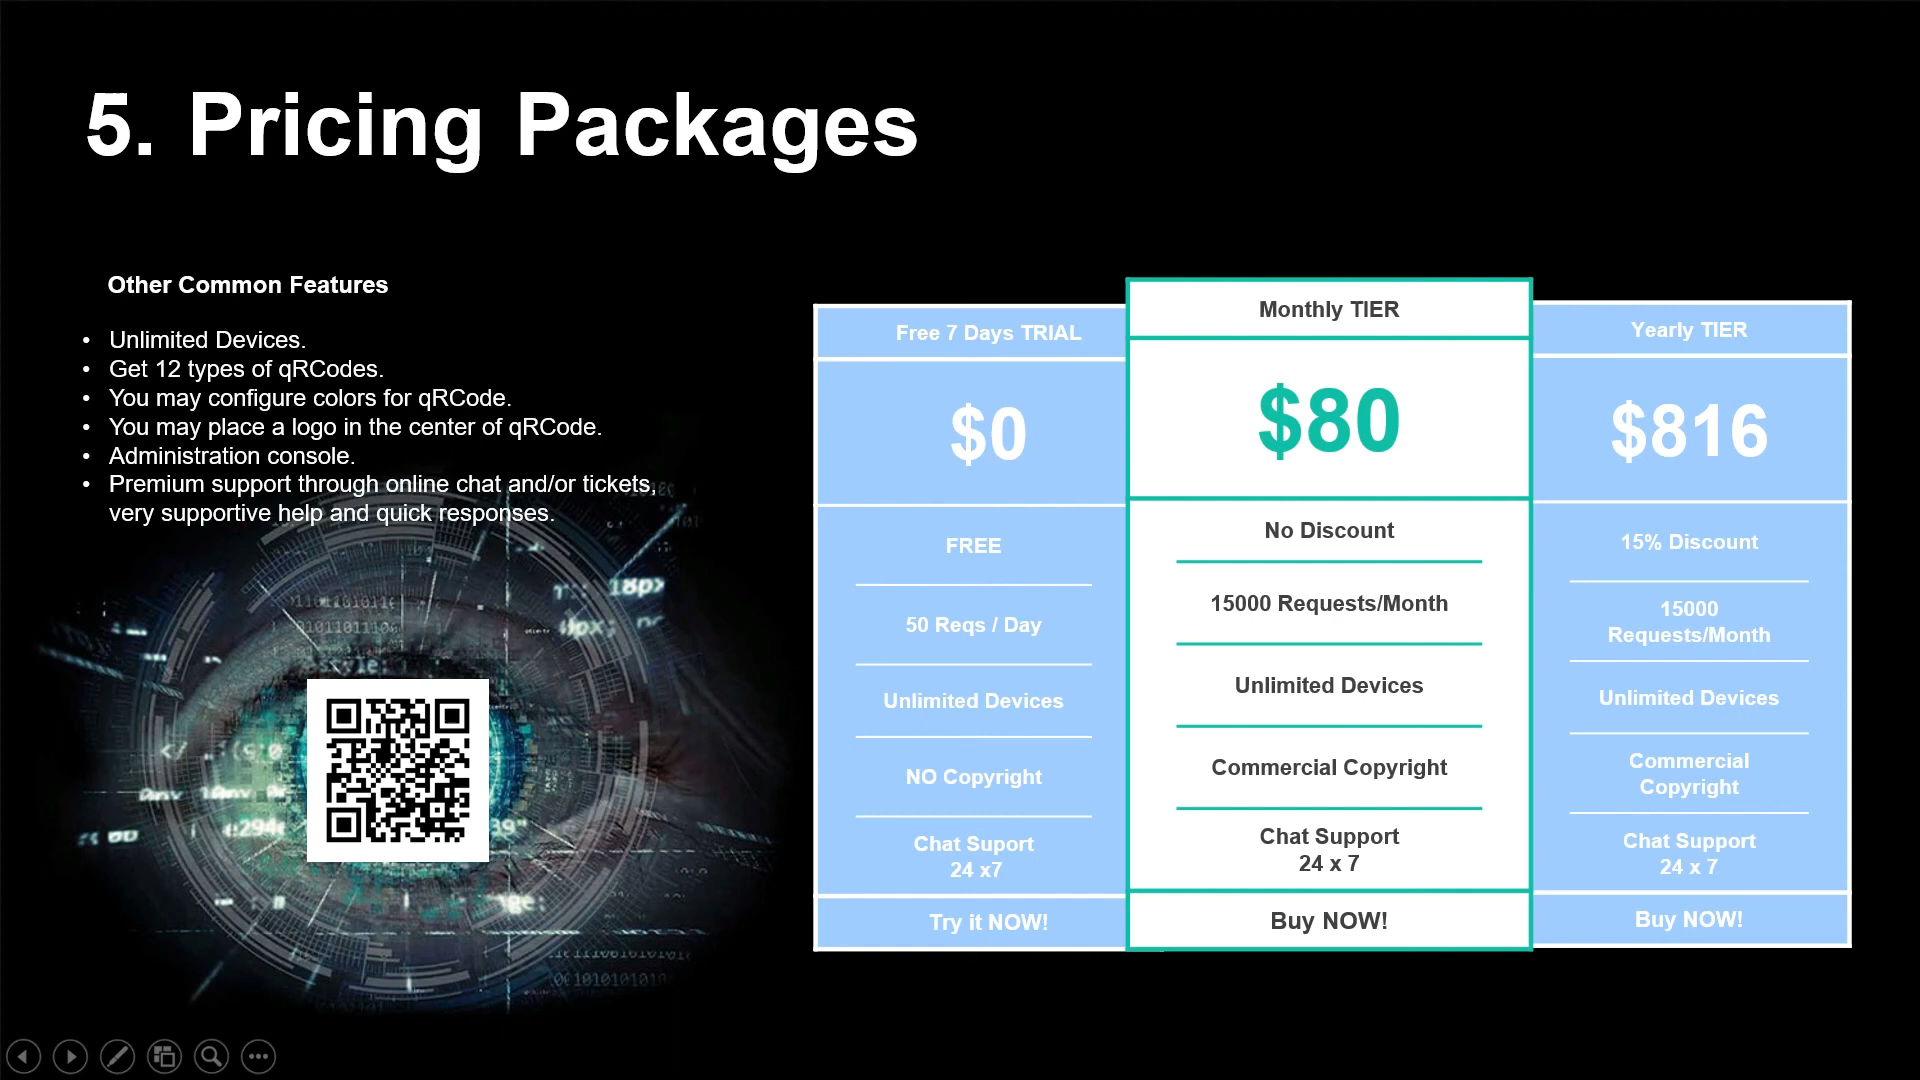 5. Pricing Packages
Other Common Features
• Unlimited Devices.
• Get 12 types of qRCodes.
• You may configure colors for qRCode.
• You may place a logo in the center of qRCode.
• Administration console.
• Premium support through online chat and/or tickets,
very supportive help and quick responses.
Free 7 Days TRIAL
$0
FREE
50 Reqs / Day
Unlimited Devices
NO Copyright
Chat Suport
24 x7
Try it NOW!
Monthly TIER
$80
No Discount
15000 Requests/Month
Unlimited Devices
Commercial Copyright
Chat Support
24 x 7
Buy NOW!
Yearly TIER
$816
15% Discount
15000
Requests/Month
Unlimited Devices
Commercial
Copyright
Chat Support
24 x 7
Buy NOW!
18px
style: